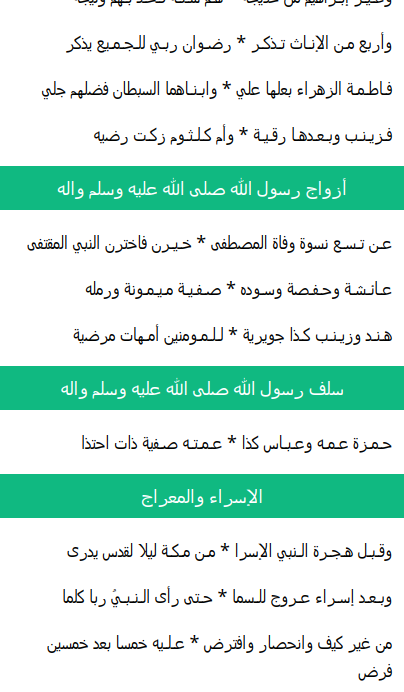 وأربع من الإناث تذكر * رضوان ربي للجميع يذكر
فاطمة الزهراء بعلها علي * وابناهما السبطان فضلهم جلي
فزينب وبعدها رقية * وأم كلثوم زكت رضيه
أزواج رسول الله صلى الله عليه وسلم واله
عن تسع نسوة وفاة المصطفى * خيرن فاخترن النبي المقتفى
عائشة وحفصة وسوده * صفية ميمونة ورمله
هند وزينب كذا جويرية * للمومنين أمهات مرضية
سلف رسول الله صلى الله عليه وسلم واله
حمزة عمه وعباس كذا * عمته صفية ذات احتذا
الإسراء والمعراج
وقبل هجرة النبي الإسرا * من مكة ليلا لقدس يدرى
وبعد إسراء عروج للسما * حتى رأى النبيُ ربا كلما
من غير كيف وانحصار وافترض * عليه خمسا بعد خمسين
فرض